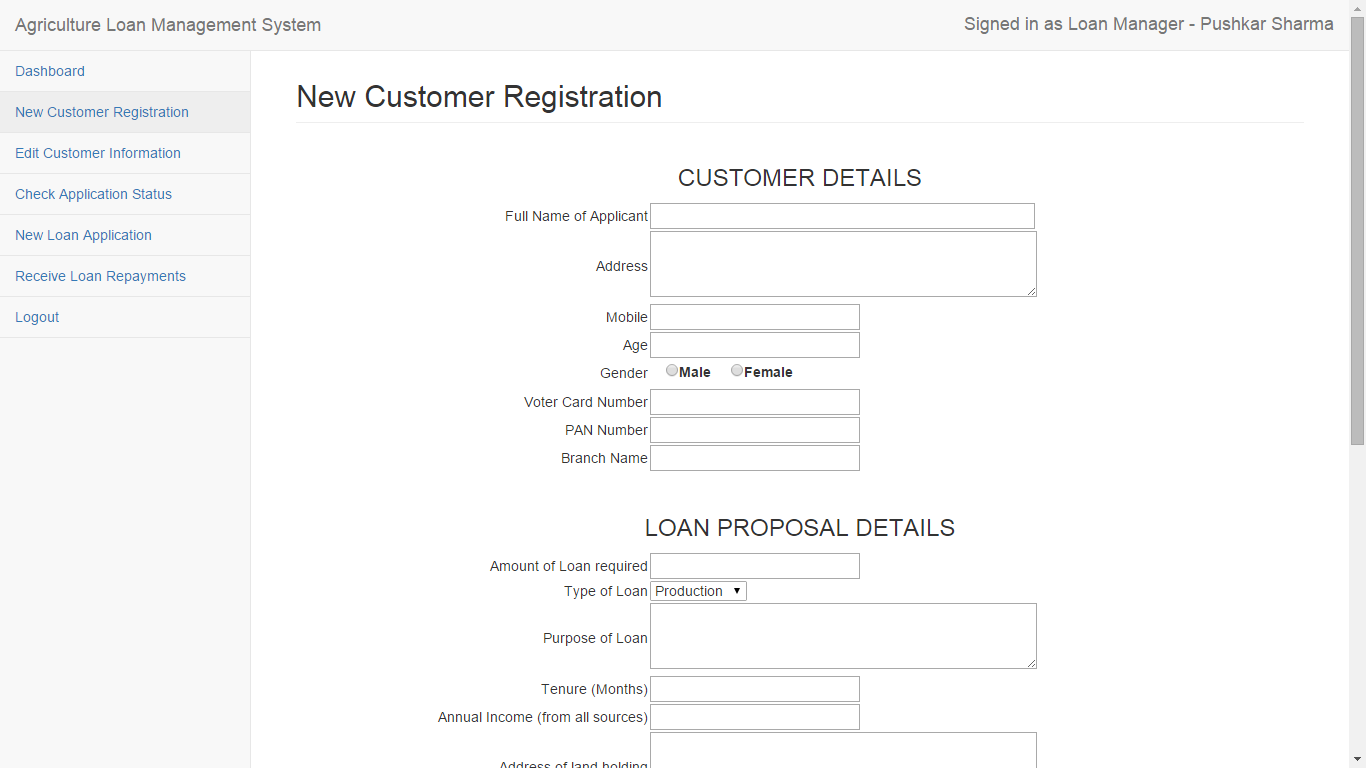 Agriculture Loan Management System
Signed in as Loan Manager - Pushkar Sharma
Dashboard
New Customer Registration
Edit Customer Information
Check Application Status
New Loan Application
Receive Loan Repayments
Logout
New Customer Registration
CUSTOMER DETAILS
Full Name of Applicant
Address
Mobile
Age
Gender Male Female
Voter Card Number
PAN Number
Branch Name
LOAN PROPOSAL DETAILS
Amount of Loan required
Type of Loan Production
Purpose of Loan
Tenure (Months)
Annual Income (from all sources)
Address of land holding